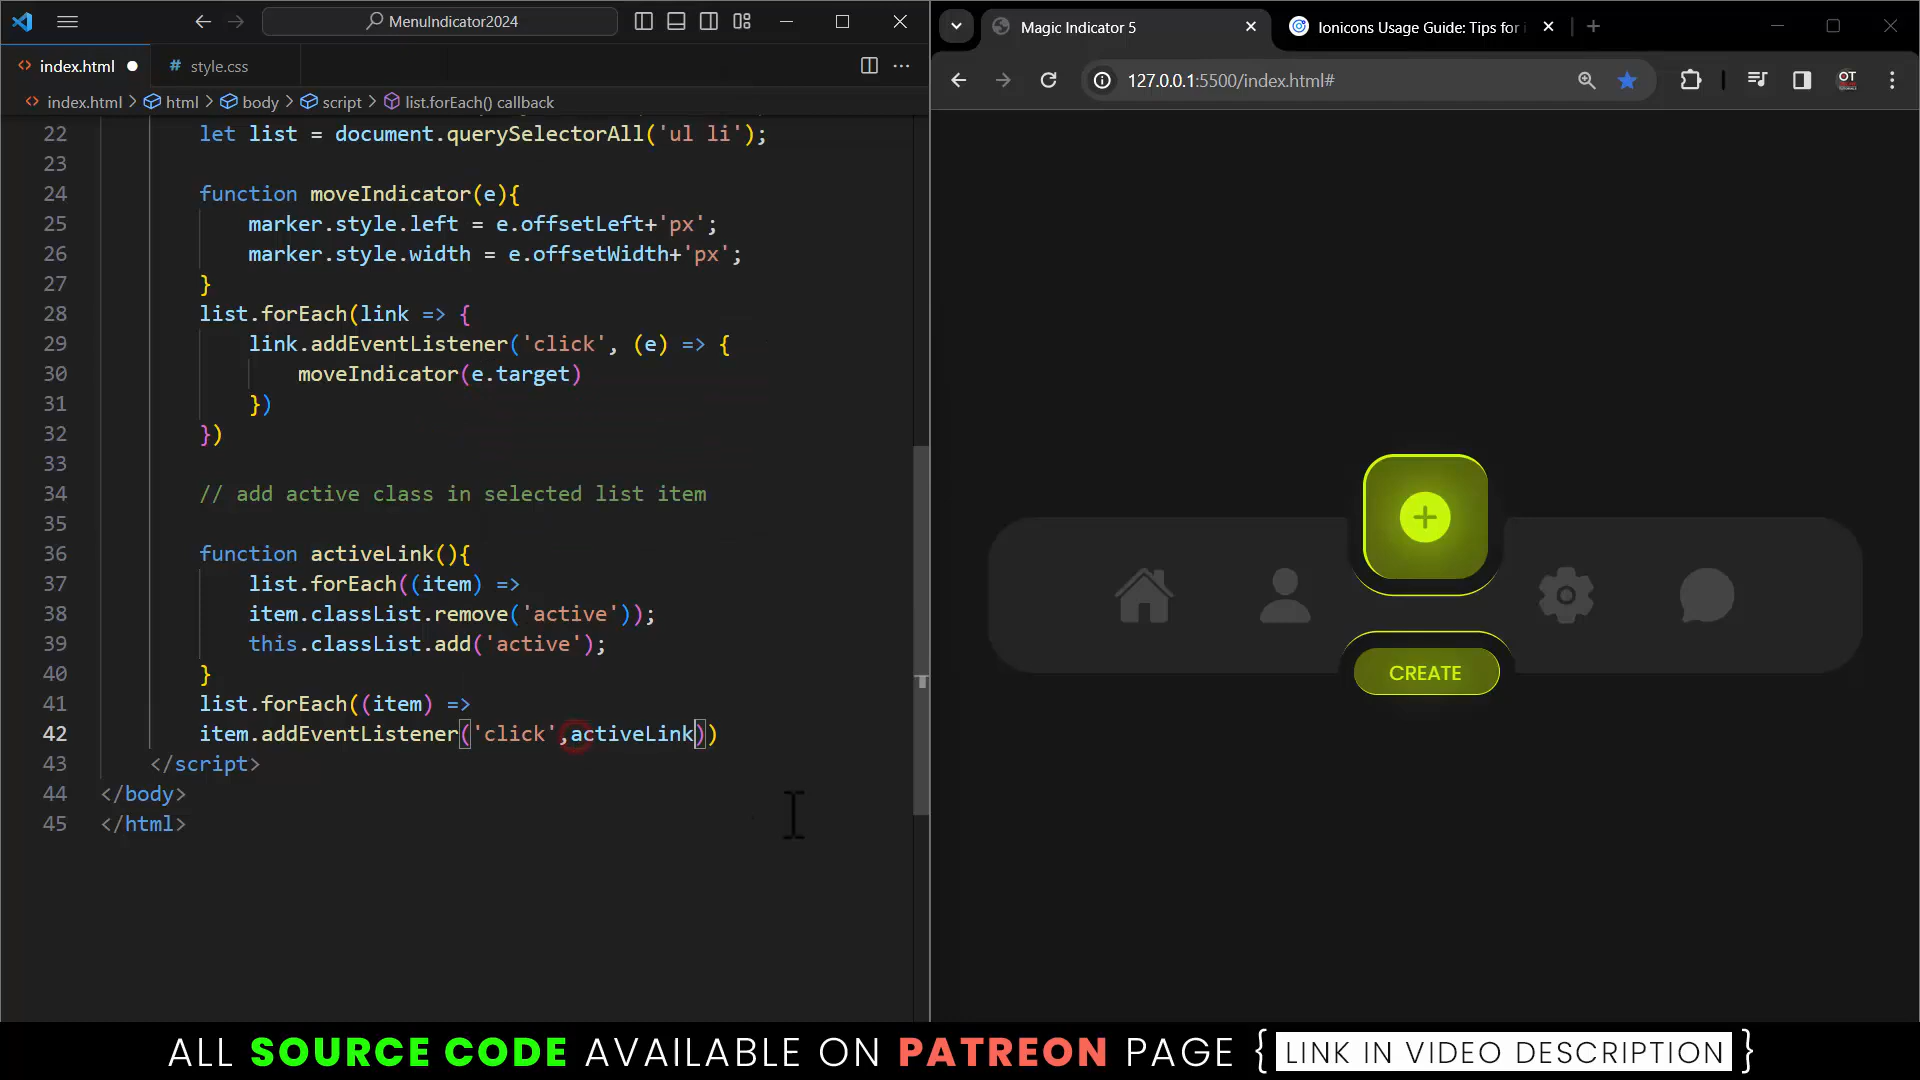 MenuIndicator2024
index.html
# style.css
index.html > html > body > script > list.forEach() callback
22 let list = document.querySelectorAll('ul li');
23
24 function moveIndicator(e){
25 marker.style.left = e.offsetLeft+'px';
26 marker.style.width = e.offsetWidth+'px';
27 }
28 list.forEach(link => {
29 link.addEventListener('click', (e) => {
30 moveIndicator(e.target)
31 })
32 })
33
34 // add active class in selected list item
35
36 function activeLink(){
37 list.forEach((item) =>
38 item.classList.remove('active'));
39 this.classList.add('active');
40 }
41 list.forEach((item) =>
42 item.addEventListener('click',activeLink))
43 </script>
44 </body>
45 </html>
Magic Indicator 5
Ionicons Usage Guide: Tips for
127.0.0.1:5500/index.html#
OT
CREATE
ALL SOURCE CODE AVAILABLE ON PATREON PAGE { LINK IN VIDEO DESCRIPTION }